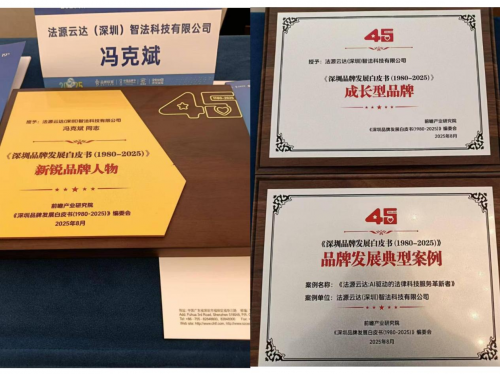 法源云达（深圳）智法科技有限公司
冯克斌
授予：法源云达(深圳)智法科技有限公司
冯克斌 同志
《深圳品牌发展白皮书(1980-2025)》
新锐品牌人物
前瞻产业研究院
《深圳品牌发展白皮书(1980-2025)》编委会
2025年8月
45
授予：法源云达(深圳)智法科技有限公司
《深圳品牌发展白皮书(1980-2025)》
成长型品牌
前瞻产业研究院
《深圳品牌发展白皮书(1980-2025)》编委会
2025年8月
45
《深圳品牌发展白皮书(1980-2025)》
品牌发展典型案例
案例名称：《法源云达:AI驱动的法律科技服务革新者》
案例单位：法源云达(深圳)智法科技有限公司
前瞻产业研究院
《深圳品牌发展白皮书(1980-2025)》编委会
2025年8月